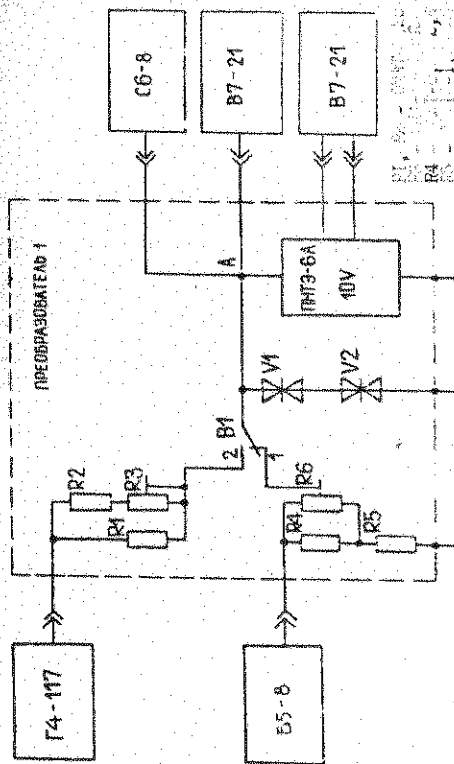 С6-8
В7-21
В7-21
ПРЕОБРАЗОВАТЕЛЬ 1
А
ПНТЭ-6А
10V
V1
V2
В1
2
1
R2
R3
R1
R6
R4
R5
Г4-117
Б5-8
R4